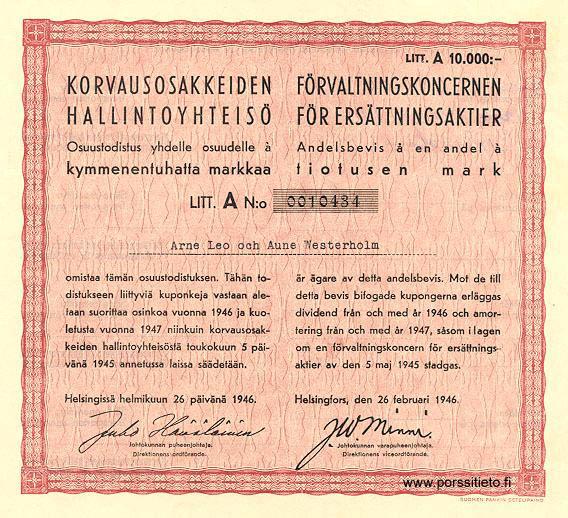 LITT. A 10.000:-
KORVAUSOSAKKEIDEN
HALLINTOYHTEISÖ
Osuustodistus yhdelle osuudelle à
kymmenentuhatta markkaa
FÖRVALTNINGSKONCERNEN
FÖR ERSÄTTNINGSAKTIER
Andelsbevis å en andel à
tiotusen mark
LITT. A N:o 0010434
Arne Leo och Aune Westerholm
omistaa tämän osuustodistuksen. Tähän to-
distukseen liittyviä kuponkeja vastaan ale-
taan suorittaa osinkoa vuonna 1946 ja kuo-
letusta vuonna 1947 niinkuin korvausosak-
keiden hallintoyhteisöstä toukokuun 5 päi-
vänä 1945 annetussa laissa säädetään.
Helsingissä helmikuun 26 päivänä 1946.
är ägare av detta andelsbevis. Mot de till
detta bevis bifogade kupongerna erlägges
dividend från och med år 1946 och amor-
tering från och med år 1947, såsom i lagen
om en förvaltningskoncern för ersättnings-
aktier av den 5 maj 1945 stadgas.
Helsingfors, den 26 februari 1946.
Johtokunnan puheenjohtaja.
Direktionens ordförande.
Johtokunnan varapuheenjohtaja.
Direktionens viceordförande.
www.porssitieto.fi
SUOMEN PANKIN SETELIPAINO